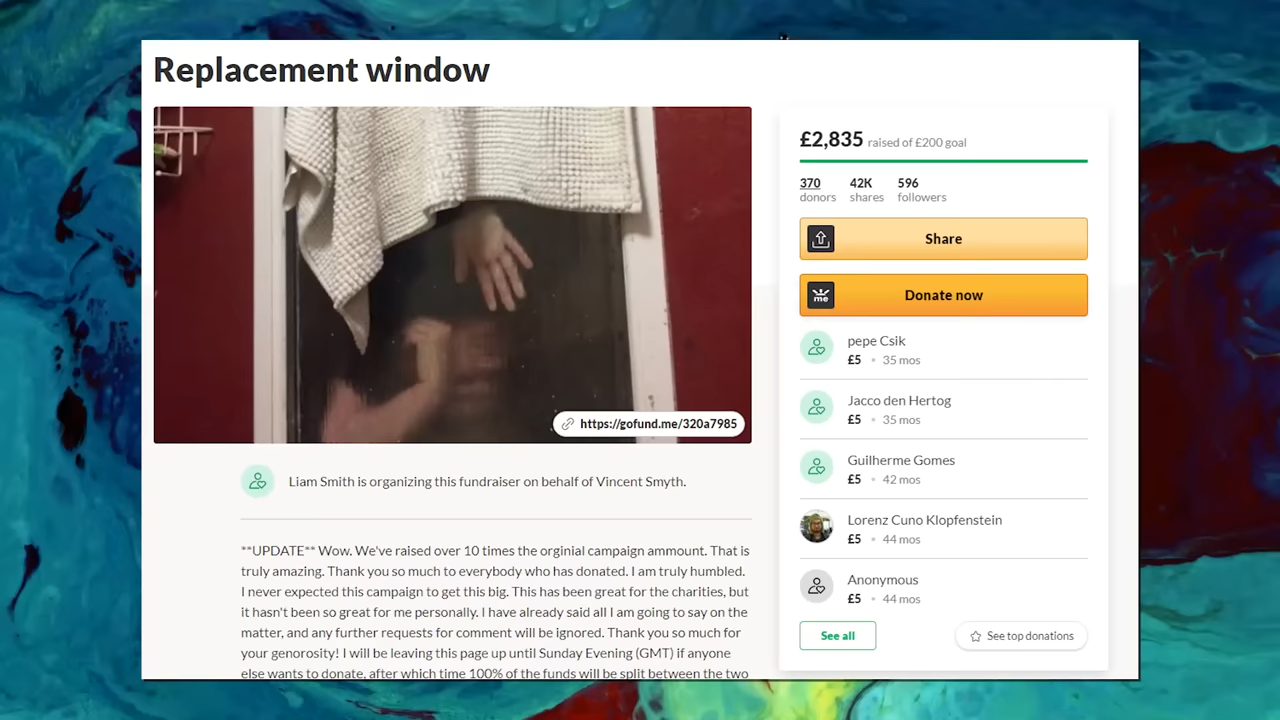 Replacement window
https://gofund.me/320a7985
Liam Smith is organizing this fundraiser on behalf of Vincent Smyth.
**UPDATE** Wow. We've raised over 10 times the orginial campaign ammount. That is
truly amazing. Thank you so much to everybody who has donated. I am truly humbled.
I never expected this campaign to get this big. This has been great for the charities, but
it hasn't been so great for me personally. I have already said all I am going to say on the
matter, and any further requests for comment will be ignored. Thank you so much for
your genorosity! I will be leaving this page up until Sunday Evening (GMT) if anyone
else wants to donate, after which time 100% of the funds will be split between the two
£2,835 raised of £200 goal
370 42K 596
donors shares followers
Share
me Donate now
pepe Csik
£5 • 35 mos
Jacco den Hertog
£5 • 35 mos
Guilherme Gomes
£5 • 42 mos
Lorenz Cuno Klopfenstein
£5 • 44 mos
Anonymous
£5 • 44 mos
See all See top donations